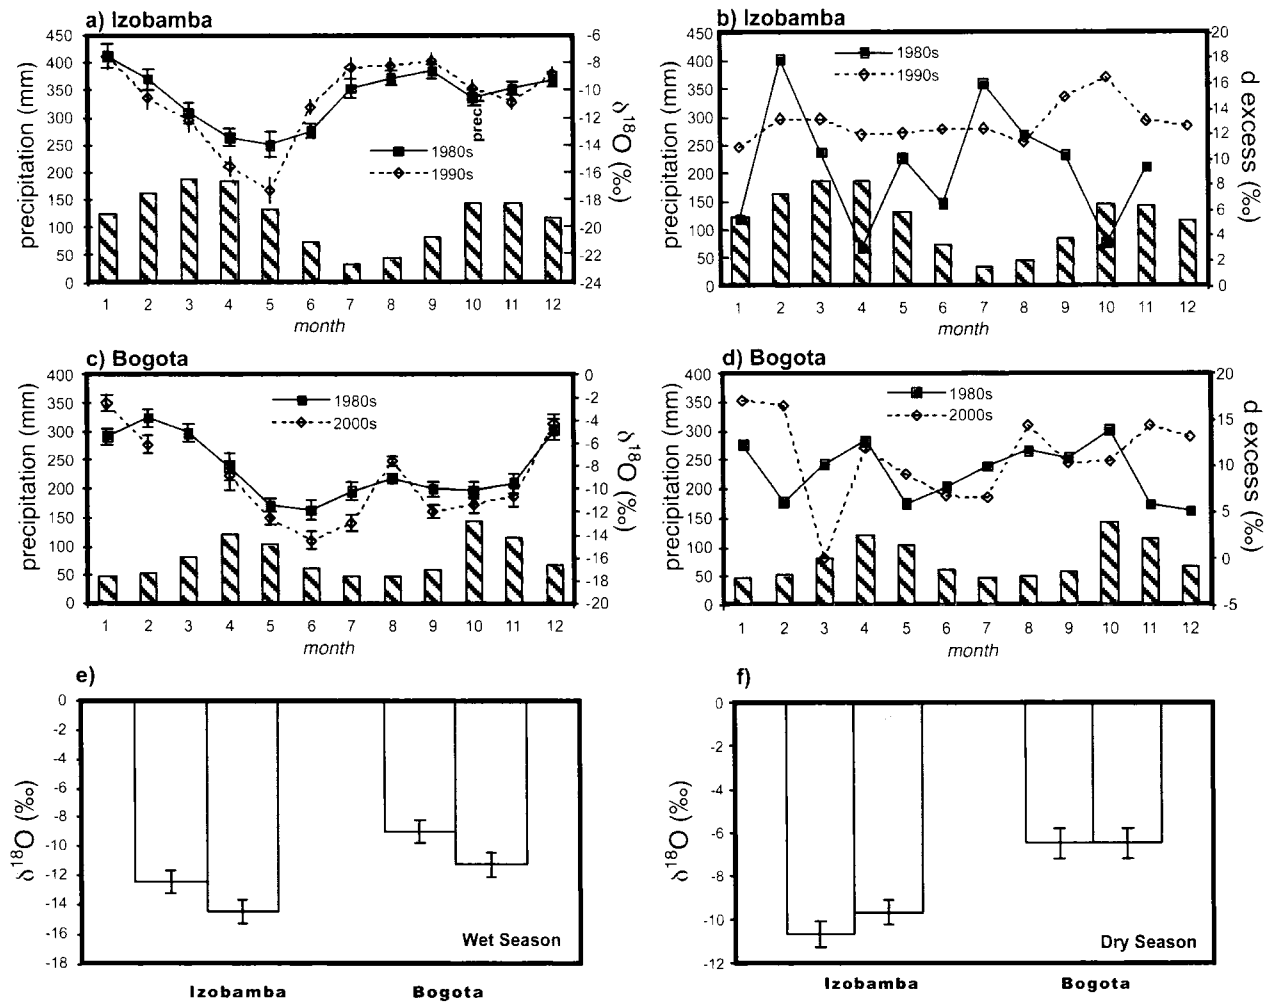 a) Izobamba
450
400
350
300
250
200
150
100
50
0
precipitation (mm)
-6
-8
-10
-12
-14
-16
-18
-20
-22
-24
δ18O (‰)
preci
1980s
1990s
1 2 3 4 5 6 7 8 9 10 11 12
month
b) Izobamba
450
400
350
300
250
200
150
100
50
0
precipitation (mm)
20
18
16
14
12
10
8
6
4
2
0
d excess (‰)
1980s
1990s
1 2 3 4 5 6 7 8 9 10 11 12
month
c) Bogota
400
350
300
250
200
150
100
50
0
precipitation (mm)
0
-2
-4
-6
-8
-10
-12
-14
-16
-18
-20
δ18O (‰)
1980s
2000s
1 2 3 4 5 6 7 8 9 10 11 12
month
d) Bogota
400
350
300
250
200
150
100
50
0
precipitation (mm)
20
15
10
5
0
-5
d excess (‰)
1980s
2000s
1 2 3 4 5 6 7 8 9 10 11 12
month
e)
0
-2
-4
-6
-8
-10
-12
-14
-16
-18
δ18O (‰)
Wet Season
Izobamba Bogota
f)
0
-2
-4
-6
-8
-10
-12
δ18O (‰)
Dry Season
Izobamba Bogota